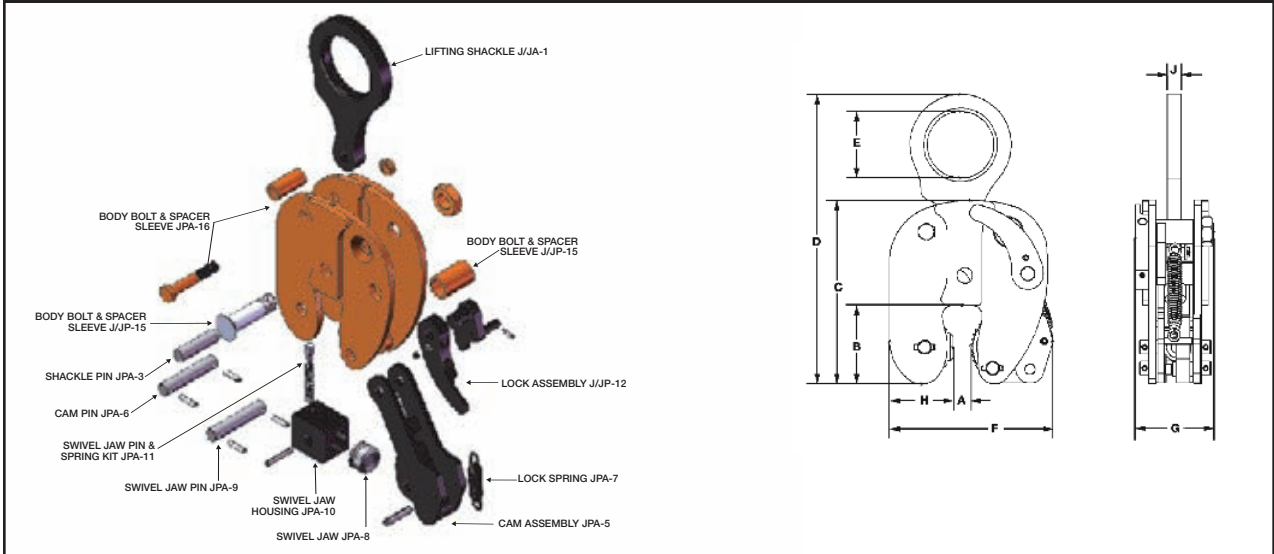 LIFTING SHACKLE J/JA-1
BODY BOLT & SPACER
SLEEVE JPA-16
BODY BOLT & SPACER
SLEEVE J/JP-15
BODY BOLT & SPACER
SLEEVE J/JP-15
SHACKLE PIN JPA-3
LOCK ASSEMBLY J/JP-12
CAM PIN JPA-6
SWIVEL JAW PIN &
SPRING KIT JPA-11
SWIVEL JAW PIN JPA-9
LOCK SPRING JPA-7
SWIVEL JAW
HOUSING JPA-10
CAM ASSEMBLY JPA-5
SWIVEL JAW JPA-8
J
E
D
C
B
H
A
F
G